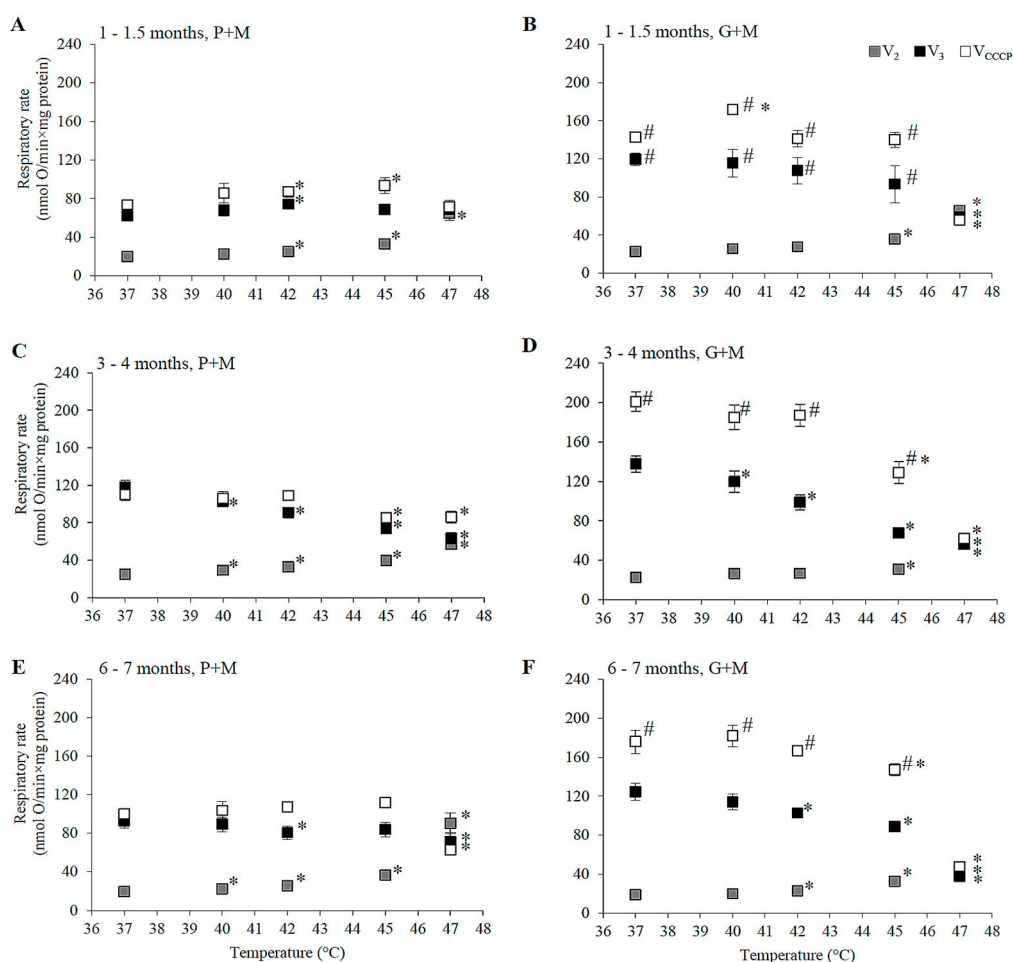 A
1 - 1.5 months, P+M
240
200
160
120
80
40
0
36 37 38 39 40 41 42 43 44 45 46 47 48
Respiratory rate
(nmol O/min×mg protein)
* * * * * *
B
1 - 1.5 months, G+M
V2 V3 VCCCP
240
200
160
120
80
40
0
36 37 38 39 40 41 42 43 44 45 46 47 48
# # # * # # # # # * * * *
C
3 - 4 months, P+M
240
200
160
120
80
40
0
36 37 38 39 40 41 42 43 44 45 46 47 48
Respiratory rate
(nmol O/min×mg protein)
* * * * * * * * * *
D
3 - 4 months, G+M
240
200
160
120
80
40
0
36 37 38 39 40 41 42 43 44 45 46 47 48
# # * # * # * * * * * *
E
6 - 7 months, P+M
240
200
160
120
80
40
0
36 37 38 39 40 41 42 43 44 45 46 47 48
Respiratory rate
(nmol O/min×mg protein)
Temperature (°C)
* * * * * * *
F
6 - 7 months, G+M
240
200
160
120
80
40
0
36 37 38 39 40 41 42 43 44 45 46 47 48
Temperature (°C)
# # # * * # * * * * * *